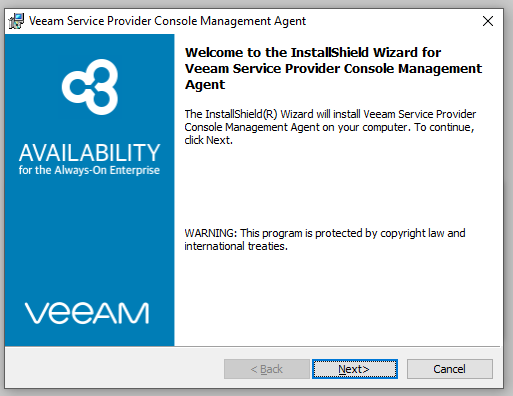 Veeam Service Provider Console Management Agent
Welcome to the InstallShield Wizard for
Veeam Service Provider Console Management
Agent
The InstallShield(R) Wizard will install Veeam Service Provider
Console Management Agent on your computer. To continue,
click Next.
AVAILABILITY
for the Always-On Enterprise
WARNING: This program is protected by copyright law and
international treaties.
VEEAM
< Back
Next>
Cancel